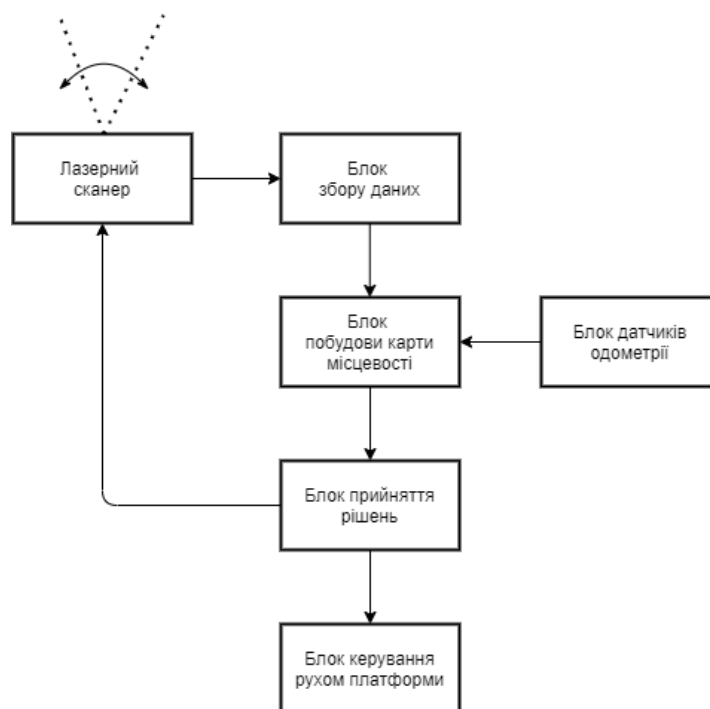 Лазерний
сканер
Блок
збору даних
Блок
побудови карти
місцевості
Блок датчиків
одометрії
Блок прийняття
рішень
Блок керування
рухом платформи